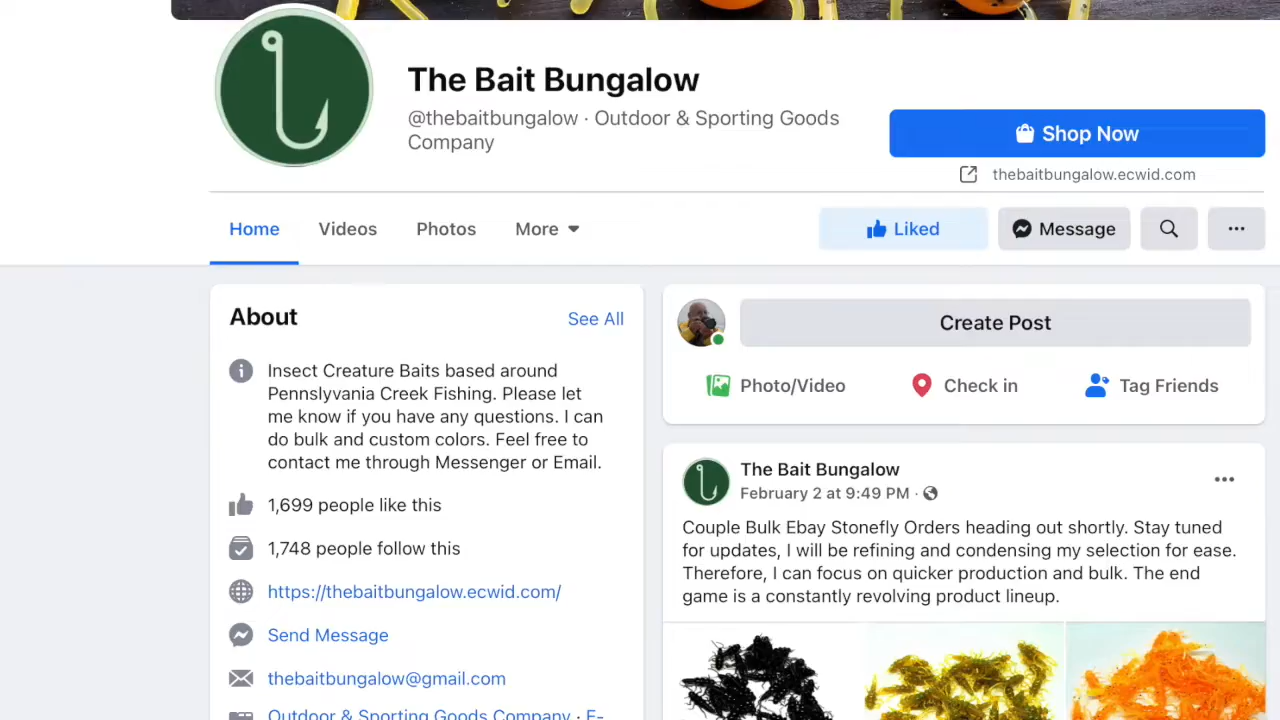 The Bait Bungalow
@thebaitbungalow · Outdoor & Sporting Goods
Company
Shop Now
thebaitbungalow.ecwid.com
Home
Videos
Photos
More
Liked
Message
···
About
See All
Insect Creature Baits based around
Pennslyvania Creek Fishing. Please let
me know if you have any questions. I can
do bulk and custom colors. Feel free to
contact me through Messenger or Email.
1,699 people like this
1,748 people follow this
https://thebaitbungalow.ecwid.com/
Send Message
thebaitbungalow@gmail.com
Outdoor & Sporting Goods Company · E-
Create Post
Photo/Video
Check in
Tag Friends
The Bait Bungalow
February 2 at 9:49 PM ·
Couple Bulk Ebay Stonefly Orders heading out shortly. Stay tuned
for updates, I will be refining and condensing my selection for ease.
Therefore, I can focus on quicker production and bulk. The end
game is a constantly revolving product lineup.